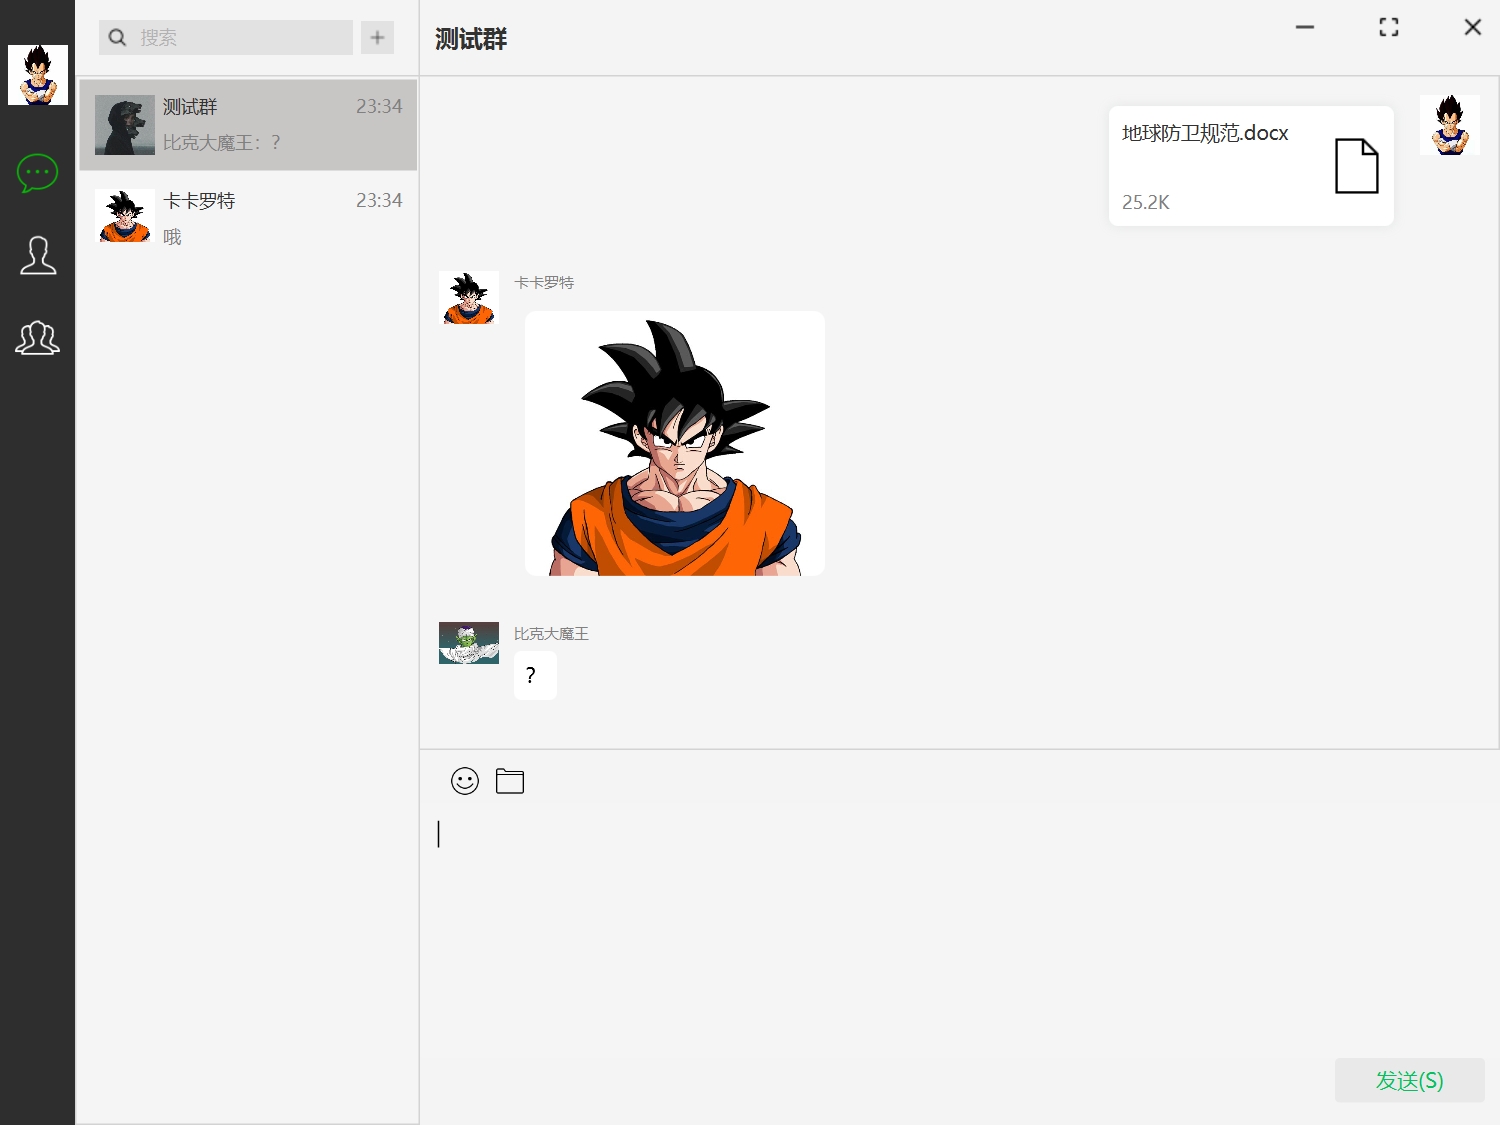 搜索
测试群
23:34
比克大魔王：？
卡卡罗特
23:34
哦
测试群
地球防卫规范.docx
25.2K
卡卡罗特
比克大魔王
？
发送(S)